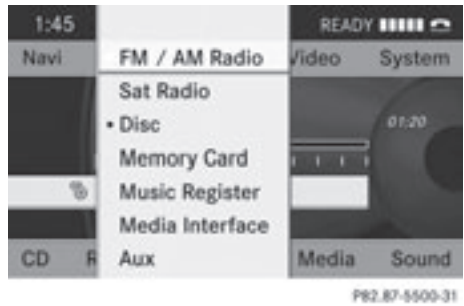 1:45 READY
Navi FM / AM Radio Video System
Sat Radio
• Disc 01:20
Memory Card
Music Register
Media Interface
CD R Aux Media Sound
P82.87-5500-31